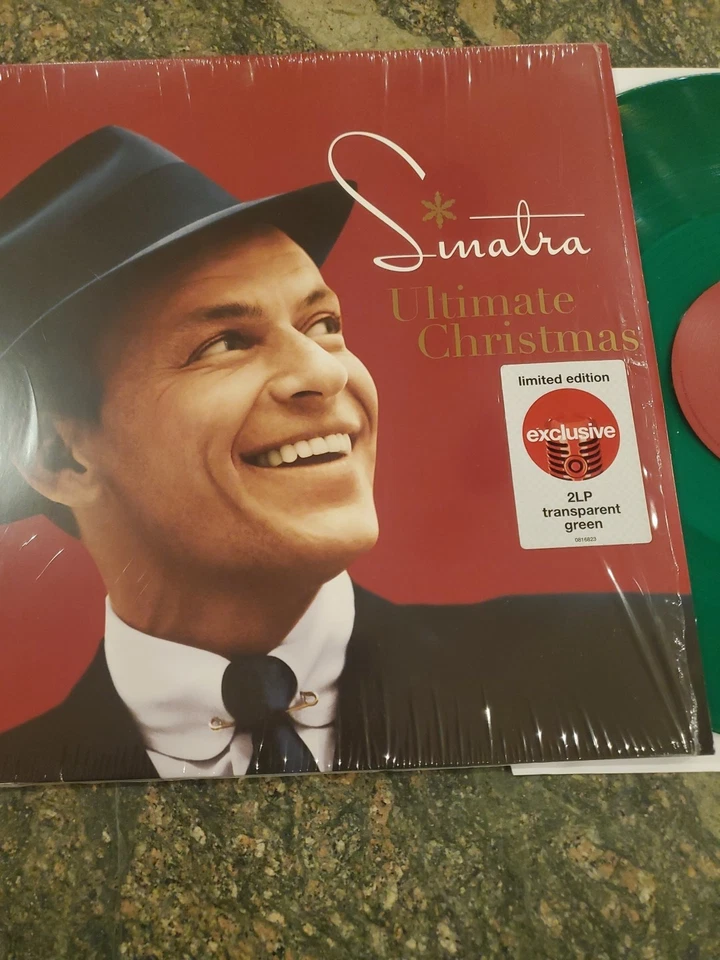 Sinatra
Ultimate
Christmas
limited edition
exclusive
2LP
transparent
green
0816823